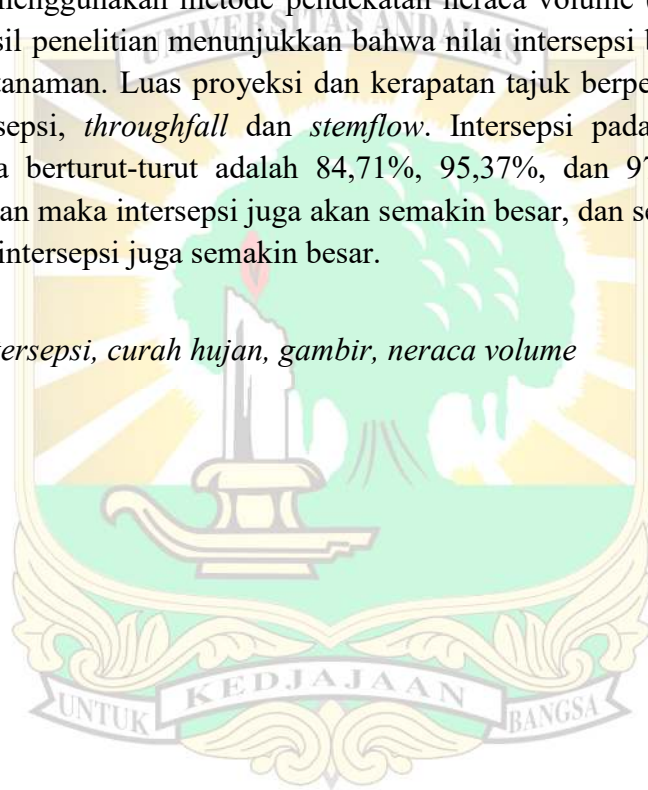 menggunakan metode pendekatan neraca volume
UNIVERSITAS ANDALAS
sil penelitian menunjukkan bahwa nilai intersepsi
tanaman. Luas proyeksi dan kerapatan tajuk berpe
sepsi, throughfall dan stemflow. Intersepsi pada
a berturut-turut adalah 84,71%, 95,37%, dan 97
an maka intersepsi juga akan semakin besar, dan se
intersepsi juga semakin besar.
tersepsi, curah hujan, gambir, neraca volume
UNTUK KEDJAJAAN BANGSA